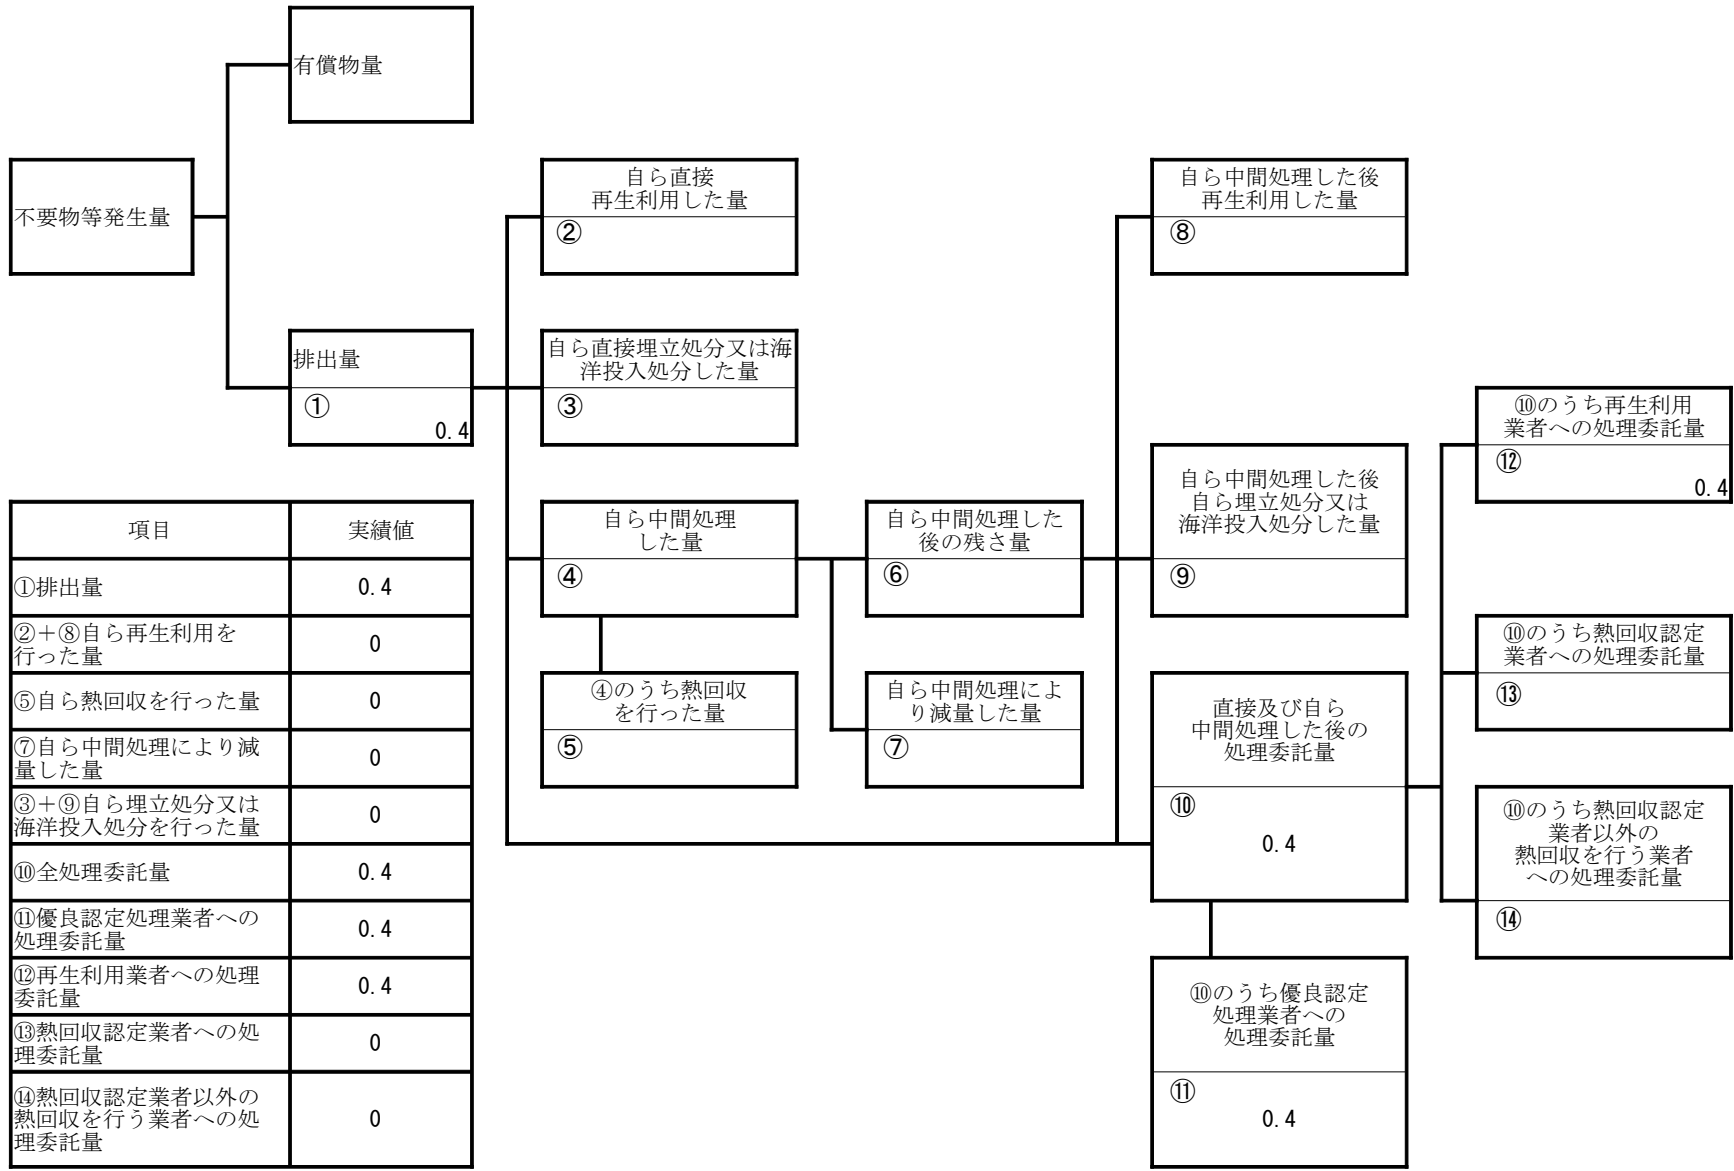 有償物量
不要物等発生量
自ら直接
再生利用した量
②
自ら中間処理した後
再生利用した量
⑧
排出量
①
0.4
自ら直接埋立処分又は海
洋投入処分した量
③
⑩のうち再生利用
業者への処理委託量
⑫
0.4
自ら中間処理
した量
④
自ら中間処理した
後の残さ量
⑥
自ら中間処理した後
自ら埋立処分又は
海洋投入処分した量
⑨
⑩のうち熱回収認定
業者への処理委託量
⑬
④のうち熱回収
を行った量
⑤
自ら中間処理によ
り減量した量
⑦
直接及び自ら
中間処理した後の
処理委託量
⑩
0.4
⑩のうち熱回収認定
業者以外の
熱回収を行う業者
への処理委託量
⑭
⑩のうち優良認定
処理業者への
処理委託量
⑪
0.4
項目 実績値
①排出量 0.4
②+⑧自ら再生利用を
行った量 0
⑤自ら熱回収を行った量 0
⑦自ら中間処理により減
量した量 0
③+⑨自ら埋立処分又は
海洋投入処分を行った量 0
⑩全処理委託量 0.4
⑪優良認定処理業者への
処理委託量 0.4
⑫再生利用業者への処理
委託量 0.4
⑬熱回収認定業者への処
理委託量 0
⑭熱回収認定業者以外の
熱回収を行う業者への処
理委託量 0